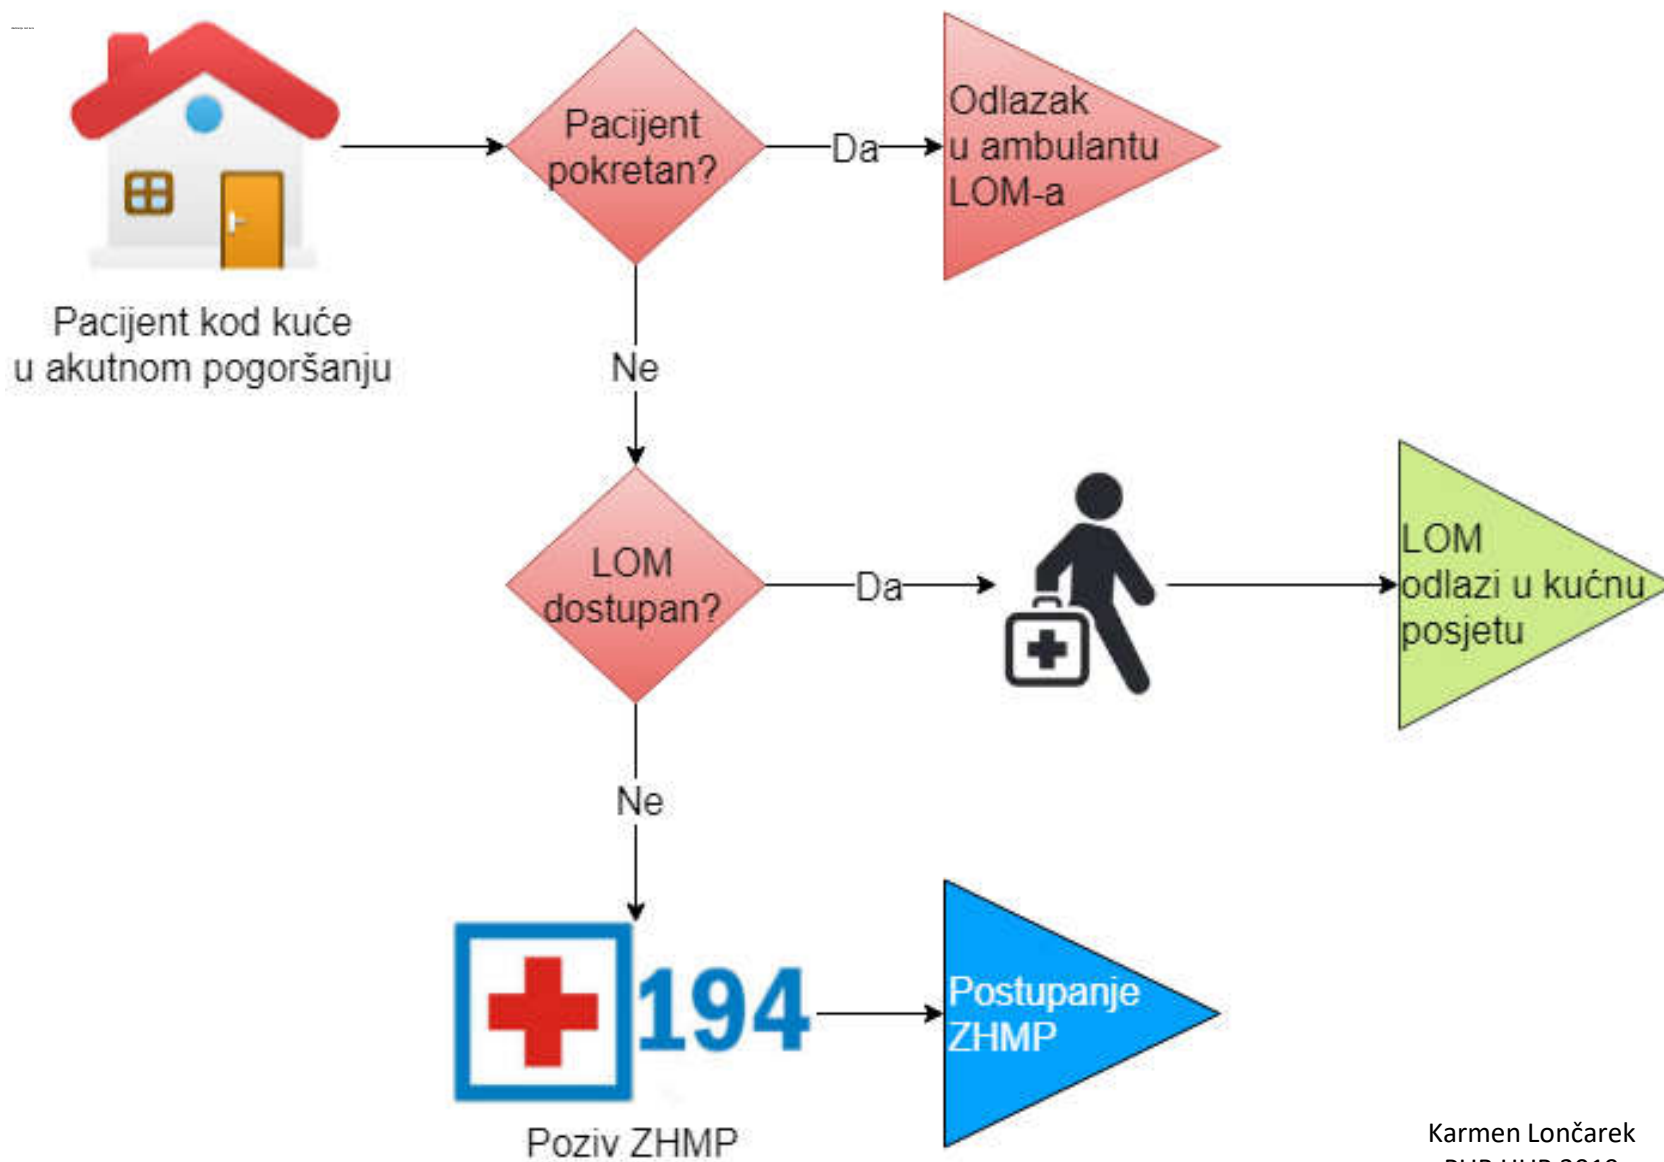 Pacijent
pokretan?
Da
Odlazak
u ambulantu
LOM-a
Pacijent kod kuće
u akutnom pogoršanju
Ne
LOM
dostupan?
Da
LOM
odlazi u kućnu
posjetu
Ne
194
Postupanje
ZHMP
Poziv ZHMP
Karmen Lončarek